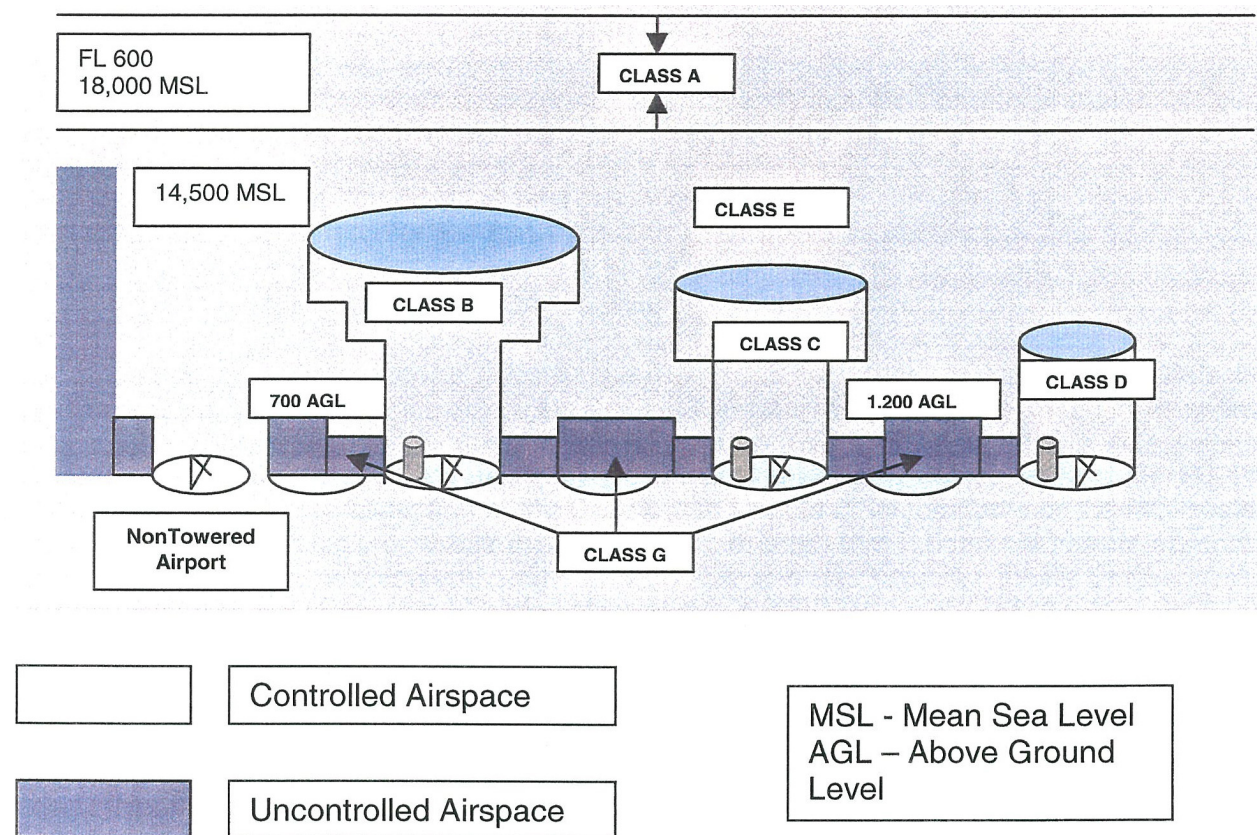 FL 600
18,000 MSL
CLASS A
14,500 MSL
CLASS E
CLASS B
CLASS C
CLASS D
700 AGL
1.200 AGL
NonTowered
Airport
CLASS G
Controlled Airspace
Uncontrolled Airspace
MSL - Mean Sea Level
AGL – Above Ground
Level